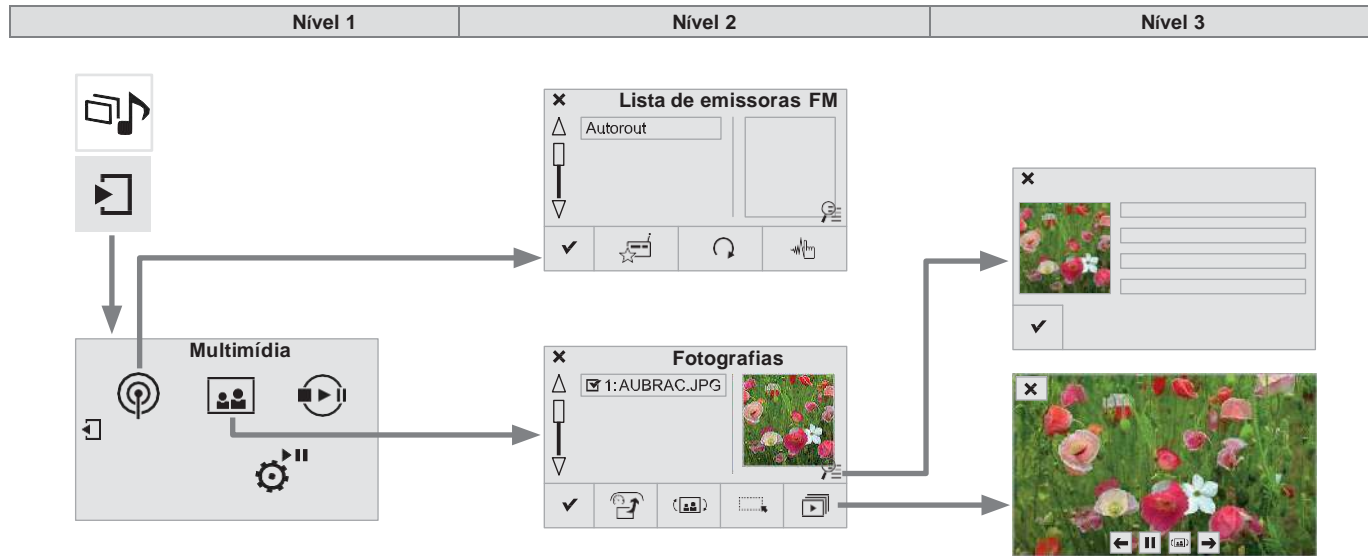 Nível 1
Nível 2
Nível 3
Lista de emissoras FM
Autorout
Multimídia
Fotografias
1:AUBRAC.JPG